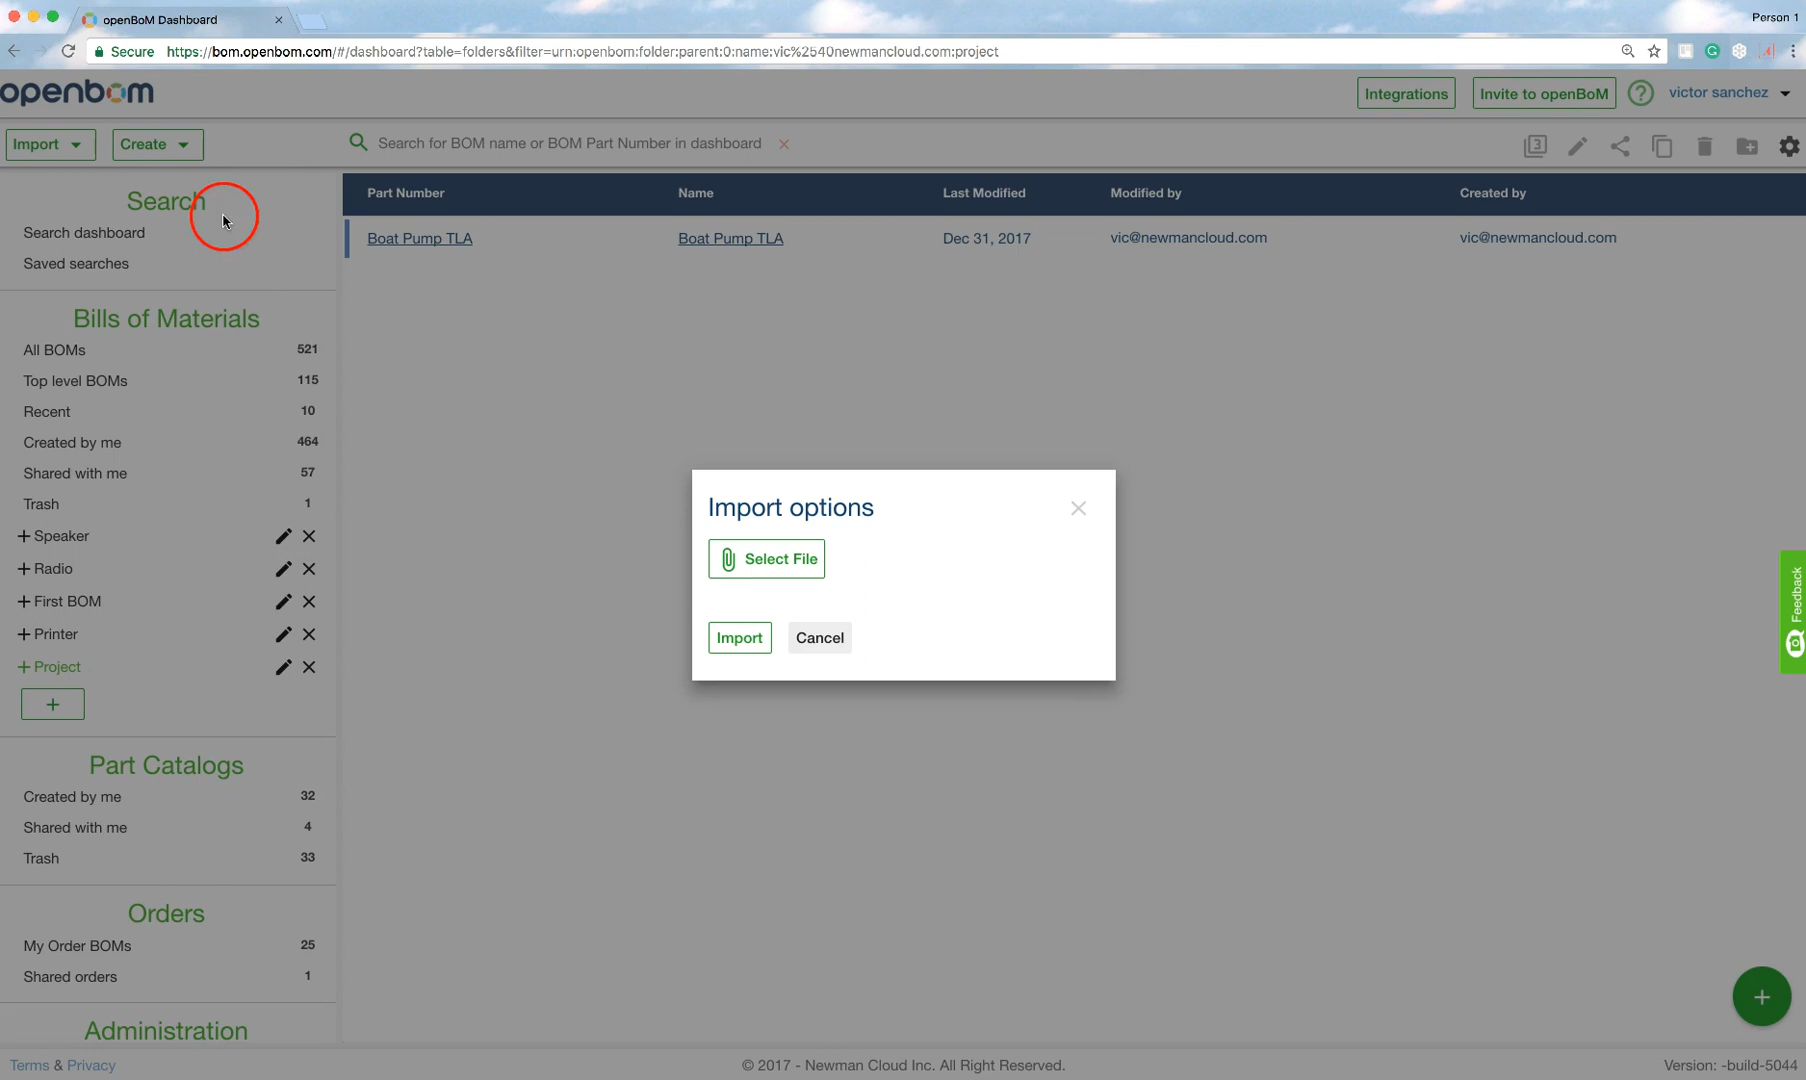 openBoM Dashboard
Person 1
Secure https://bom.openbom.com/#/dashboard?table=folders&filter=urn:openbom:folder:parent:0:name:vic%2540newmancloud.com:project
openbom
Integrations
Invite to openBoM
?
victor sanchez
Import
Create
Search for BOM name or BOM Part Number in dashboard
3
Search
Search dashboard
Saved searches
Bills of Materials
All BOMs 521
Top level BOMs 115
Recent 10
Created by me 464
Shared with me 57
Trash 1
Speaker
Radio
First BOM
Printer
Project
+
Part Catalogs
Created by me 32
Shared with me 4
Trash 33
Orders
My Order BOMs 25
Shared orders 1
Administration
Part Number Name Last Modified Modified by Created by
Boat Pump TLA Boat Pump TLA Dec 31, 2017 vic@newmancloud.com vic@newmancloud.com
Import options
Select File
Import Cancel
Feedback
+
Terms & Privacy
© 2017 - Newman Cloud Inc. All Right Reserved.
Version: -build-5044